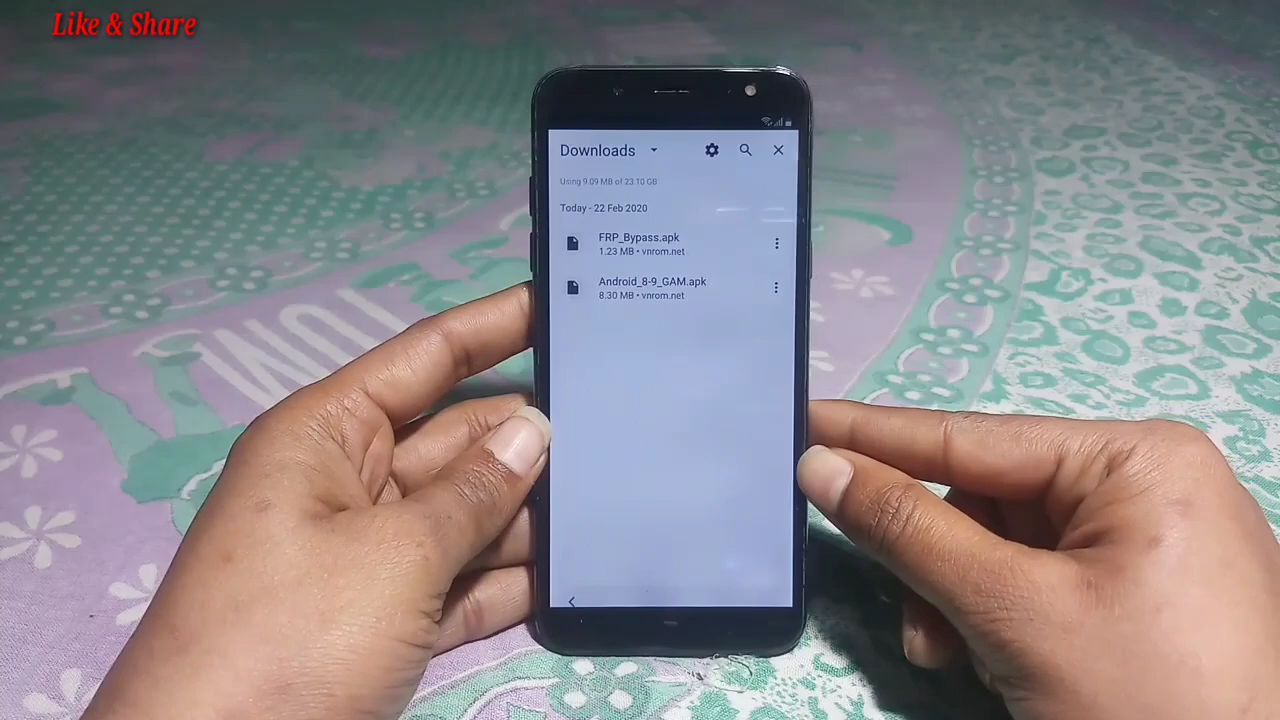 Like & Share
Downloads
Using 9.09 MB of 23.10 GB
Today - 22 Feb 2020
FRP_Bypass.apk
1.23 MB • vnrom.net
Android_8-9_GAM.apk
8.30 MB • vnrom.net